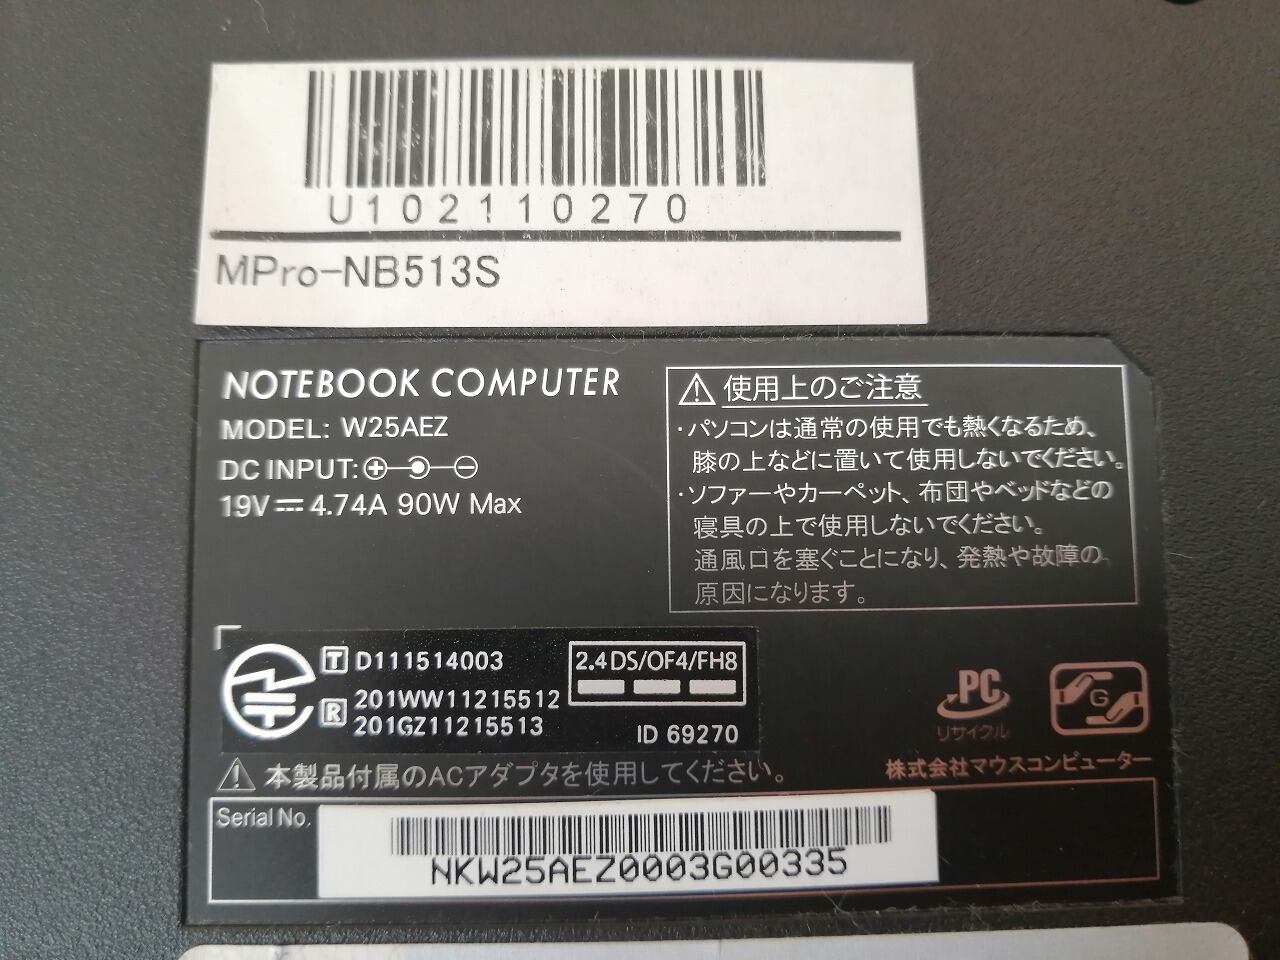 U102110270
MPro-NB513S
NOTEBOOK COMPUTER
MODEL: W25AEZ
DC INPUT:
19V 4.74A 90W Max
使用上のご注意
・パソコンは通常の使用でも熱くなるため、
膝の上などに置いて使用しないでください。
・ソファーやカーペット、布団やベッドなどの
寝具の上で使用しないでください。
通風口を塞ぐことになり、発熱や故障の
原因になります。
T D111514003
R 201WW11215512
201GZ11215513
2.4DS/OF4/FH8
ID 69270
PC
リサイクル
G
本製品付属のACアダプタを使用してください。
株式会社マウスコンピューター
Serial No.
NKW25AEZ0003G00335